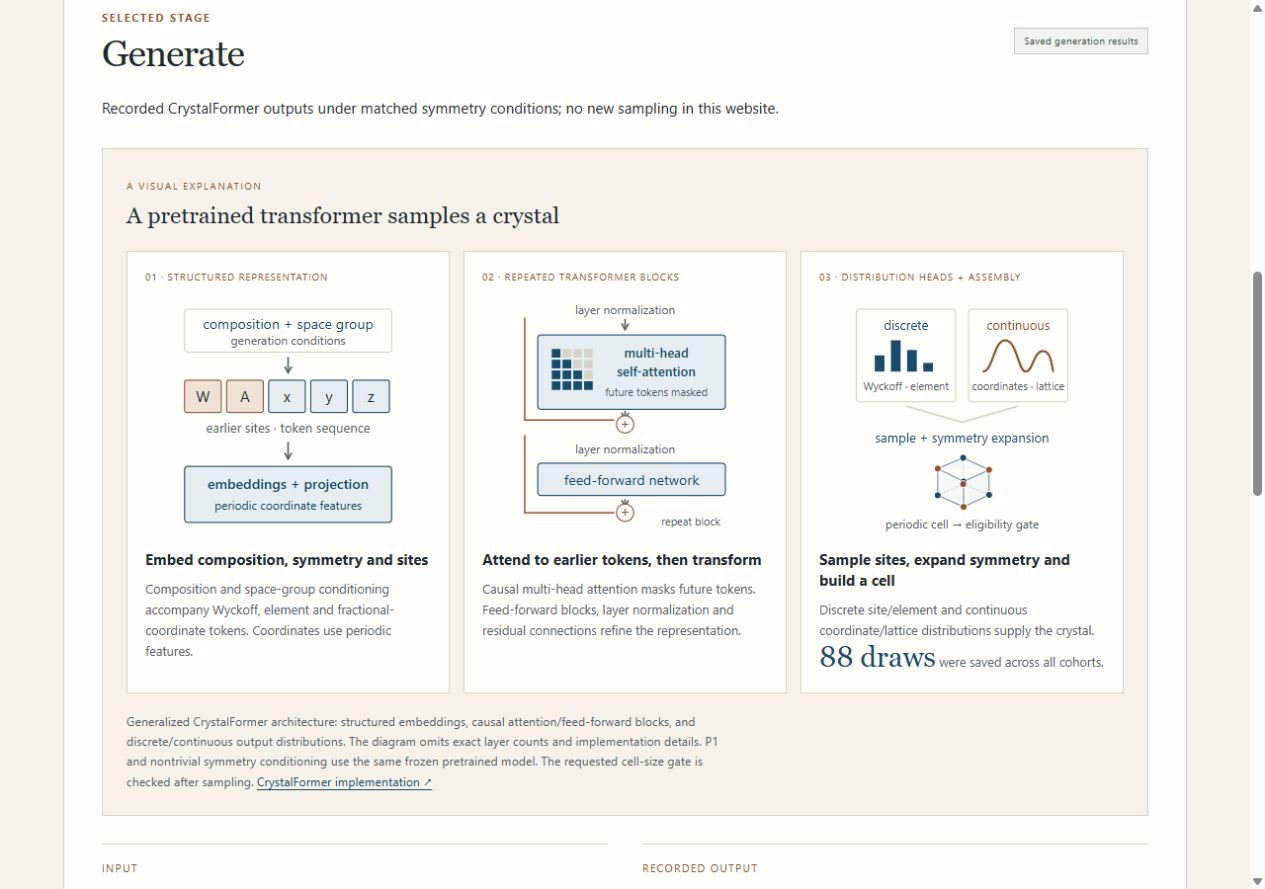 SELECTED STAGE
Generate
Saved generation results
Recorded CrystalFormer outputs under matched symmetry conditions; no new sampling in this website.
A VISUAL EXPLANATION
A pretrained transformer samples a crystal
01 · STRUCTURED REPRESENTATION
composition + space group
generation conditions
W A x y z
earlier sites · token sequence
embeddings + projection
periodic coordinate features
Embed composition, symmetry and sites
Composition and space-group conditioning
accompany Wyckoff, element and fractional-
coordinate tokens. Coordinates use periodic
features.
02 · REPEATED TRANSFORMER BLOCKS
layer normalization
multi-head
self-attention
future tokens masked
+
layer normalization
feed-forward network
+
repeat block
Attend to earlier tokens, then transform
Causal multi-head attention masks future tokens.
Feed-forward blocks, layer normalization and
residual connections refine the representation.
03 · DISTRIBUTION HEADS + ASSEMBLY
discrete
Wyckoff · element
continuous
coordinates · lattice
sample + symmetry expansion
periodic cell → eligibility gate
Sample sites, expand symmetry and
build a cell
Discrete site/element and continuous
coordinate/lattice distributions supply the crystal.
88 draws were saved across all cohorts.
Generalized CrystalFormer architecture: structured embeddings, causal attention/feed-forward blocks, and
discrete/continuous output distributions. The diagram omits exact layer counts and implementation details. P1
and nontrivial symmetry conditioning use the same frozen pretrained model. The requested cell-size gate is
checked after sampling. CrystalFormer implementation ↗
INPUT
RECORDED OUTPUT